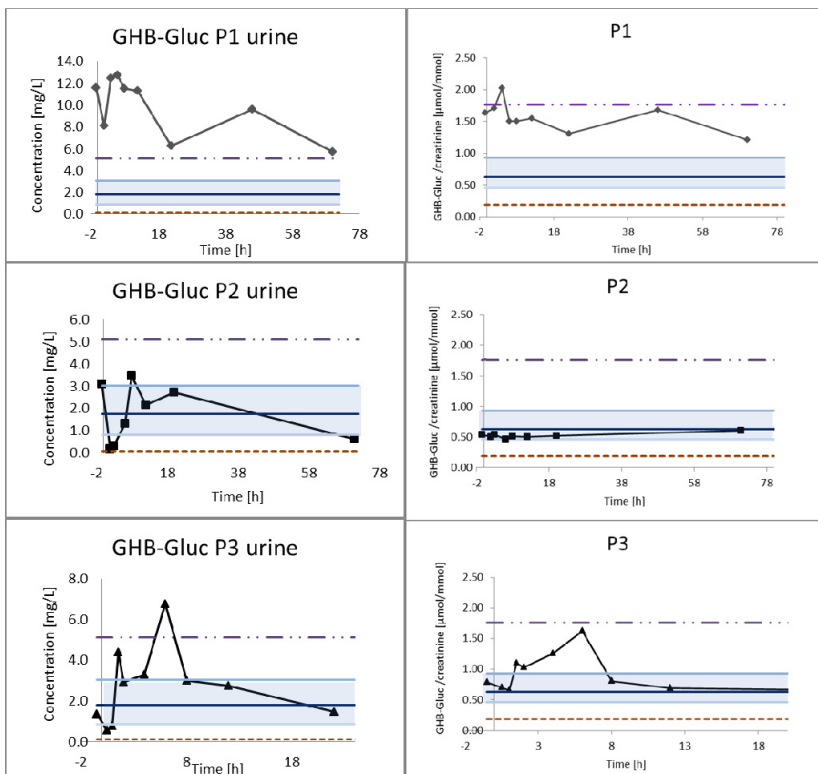 GHB-Gluc P1 urine
Concentration [mg/L]
14.0
12.0
10.0
8.0
6.0
4.0
2.0
0.0
-2 18 38 58 78
Time [h]
P1
GHB-Gluc /creatinine [µmol/mmol]
2.50
2.00
1.50
1.00
0.50
0.00
-2 18 38 58 78
Time [h]
GHB-Gluc P2 urine
Concentration [mg/L]
6.0
5.0
4.0
3.0
2.0
1.0
0.0
-2 18 38 58 78
Time [h]
P2
GHB-Gluc /creatinine [µmol/mmol]
2.50
2.00
1.50
1.00
0.50
0.00
-2 18 38 58 78
Time [h]
GHB-Gluc P3 urine
Concentration [mg/L]
8.0
6.0
4.0
2.0
0.0
-2 8 18
Time [h]
P3
GHB-Gluc /creatinine [µmol/mmol]
2.50
2.00
1.50
1.00
0.50
0.00
-2 3 8 13 18
Time [h]